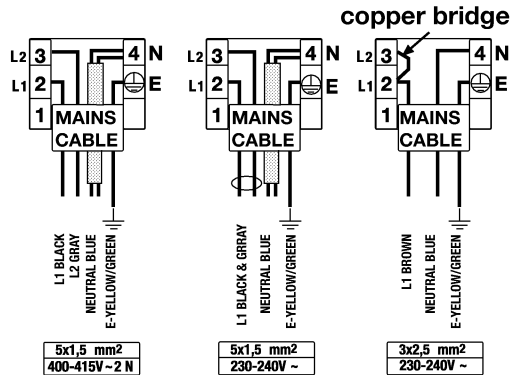 copper bridge
L2 3 4 N
L1 2 E
1 MAINS
CABLE
L1 BLACK
L2 GRAY
NEUTRAL BLUE
E-YELLOW/GREEN
5x1,5 mm2
400-415V~2 N
L2 3 4 N
L1 2 E
1 MAINS
CABLE
L1 BLACK & GRRAY
NEUTRAL BLUE
E-YELLOW/GREEN
5x1,5 mm2
230-240V ~
L2 3 4 N
L1 2 E
1 MAINS
CABLE
L1 BROWN
NEUTRAL BLUE
E-YELLOW/GREEN
3x2,5 mm2
230-240V ~